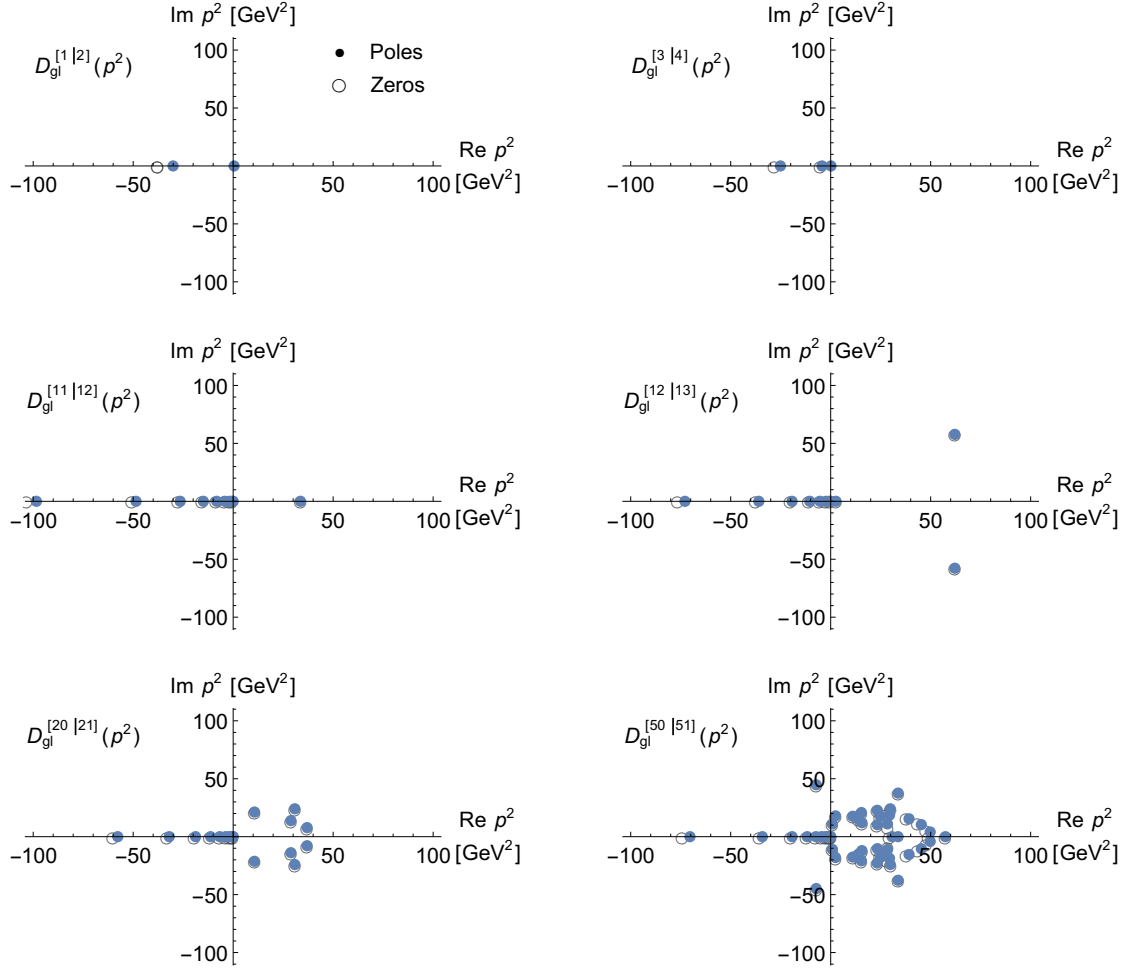 Im p² [GeV²]
D_gl^[1|2](p²)
Poles
Zeros
100
50
−50
−100
−100
−50
50
100
Re p²
[GeV²]
Im p² [GeV²]
D_gl^[3|4](p²)
100
50
−50
−100
−100
−50
50
100
Re p²
[GeV²]
Im p² [GeV²]
D_gl^[11|12](p²)
100
50
−50
−100
−100
−50
50
100
Re p²
[GeV²]
Im p² [GeV²]
D_gl^[12|13](p²)
100
50
−50
−100
−100
−50
50
100
Re p²
[GeV²]
Im p² [GeV²]
D_gl^[20|21](p²)
100
50
−50
−100
−100
−50
50
100
Re p²
[GeV²]
Im p² [GeV²]
D_gl^[50|51](p²)
100
50
−50
−100
−100
−50
50
100
Re p²
[GeV²]